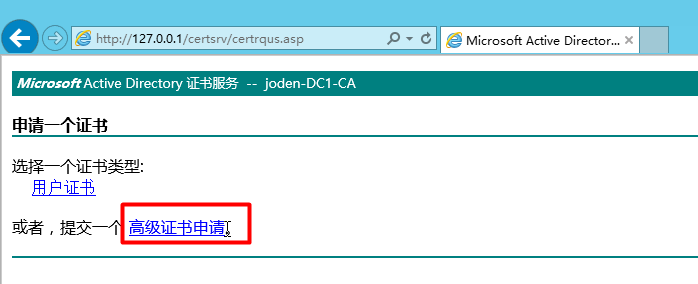 http://127.0.0.1/certsrv/certrqus.asp
Microsoft Active Director...
Microsoft Active Directory 证书服务 -- joden-DC1-CA
申请一个证书
选择一个证书类型:
用户证书
或者，提交一个 高级证书申请。